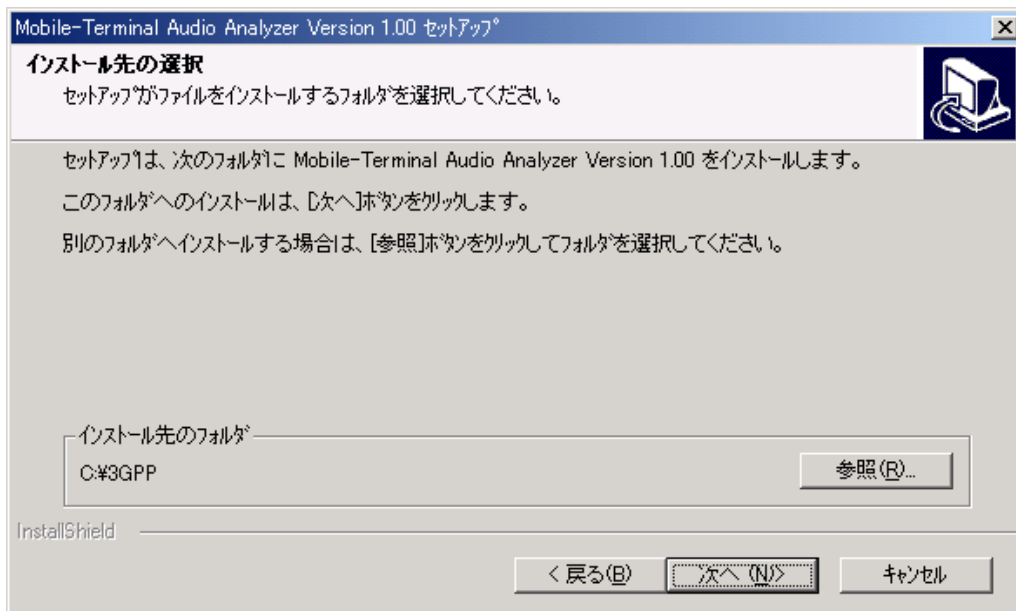 Mobile-Terminal Audio Analyzer Version 1.00 ｾｯﾄｱｯﾌﾟ
インストール先の選択
ｾｯﾄｱｯﾌﾟがﾌｧｲﾙをｲﾝｽﾄｰﾙするﾌｫﾙﾀﾞを選択してください。
ｾｯﾄｱｯﾌﾟは、次のﾌｫﾙﾀﾞに Mobile-Terminal Audio Analyzer Version 1.00 をｲﾝｽﾄｰﾙします。
このﾌｫﾙﾀﾞへのｲﾝｽﾄｰﾙは、[次へ]ﾎﾞﾀﾝをｸﾘｯｸします。
別のﾌｫﾙﾀﾞへｲﾝｽﾄｰﾙする場合は、[参照]ﾎﾞﾀﾝをｸﾘｯｸしてﾌｫﾙﾀﾞを選択してください。
ｲﾝｽﾄｰﾙ先のﾌｫﾙﾀﾞ
C:¥3GPP
参照(R)...
InstallShield
< 戻る(B)
次へ (N)>
ｷｬﾝｾﾙ